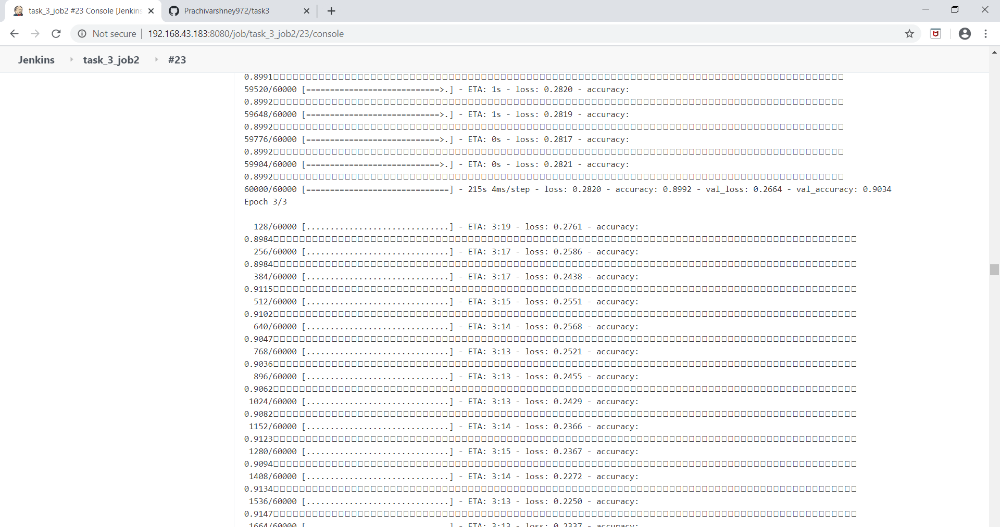 task_3_job2 #23 Console [Jenkins
Prachivarshney972/task3
Not secure | 192.168.43.183:8080/job/task_3_job2/23/console
Jenkins task_3_job2 #23
0.8991
59520/60000 [============================>.] - ETA: 1s - loss: 0.2820 - accuracy:
0.8992
59648/60000 [============================>.] - ETA: 1s - loss: 0.2819 - accuracy:
0.8992
59776/60000 [============================>.] - ETA: 0s - loss: 0.2817 - accuracy:
0.8992
59904/60000 [============================>.] - ETA: 0s - loss: 0.2821 - accuracy:
0.8992
60000/60000 [==============================] - 215s 4ms/step - loss: 0.2820 - accuracy: 0.8992 - val_loss: 0.2664 - val_accuracy: 0.9034
Epoch 3/3
128/60000 [..............................] - ETA: 3:19 - loss: 0.2761 - accuracy:
0.8984
256/60000 [..............................] - ETA: 3:17 - loss: 0.2586 - accuracy:
0.8984
384/60000 [..............................] - ETA: 3:17 - loss: 0.2438 - accuracy:
0.9115
512/60000 [..............................] - ETA: 3:15 - loss: 0.2551 - accuracy:
0.9102
640/60000 [..............................] - ETA: 3:14 - loss: 0.2568 - accuracy:
0.9047
768/60000 [..............................] - ETA: 3:13 - loss: 0.2521 - accuracy:
0.9036
896/60000 [..............................] - ETA: 3:13 - loss: 0.2455 - accuracy:
0.9062
1024/60000 [..............................] - ETA: 3:13 - loss: 0.2429 - accuracy:
0.9082
1152/60000 [..............................] - ETA: 3:14 - loss: 0.2366 - accuracy:
0.9123
1280/60000 [..............................] - ETA: 3:15 - loss: 0.2367 - accuracy:
0.9094
1408/60000 [..............................] - ETA: 3:14 - loss: 0.2272 - accuracy:
0.9134
1536/60000 [..............................] - ETA: 3:13 - loss: 0.2250 - accuracy:
0.9147
1664/60000 [ ] - ETA: 3:13 - loss: 0.2337 - accuracy: